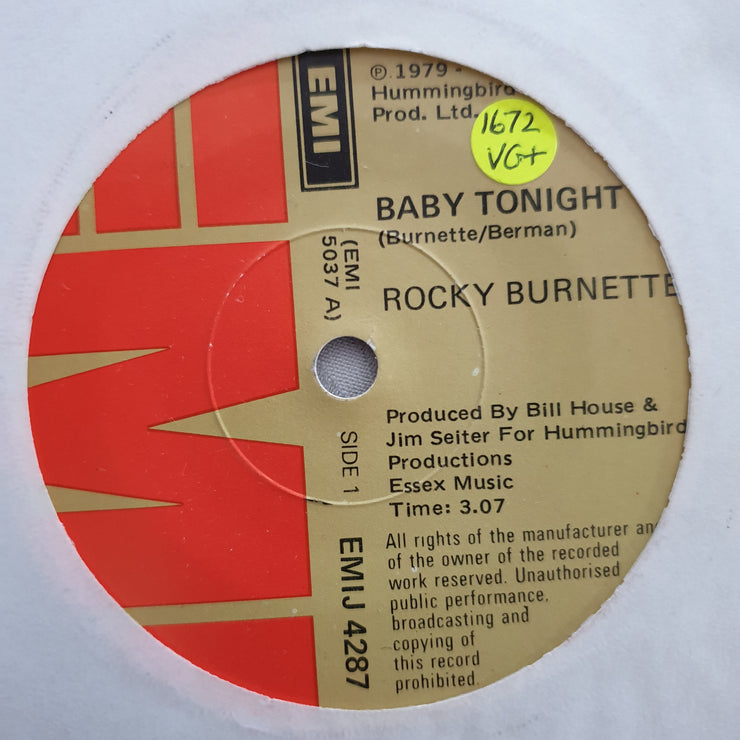 EMI
℗ 1979 -
Hummingbird
Prod. Ltd.
1672
VG+
BABY TONIGHT
(Burnette/Berman)
ROCKY BURNETTE
(EMI
5037 A)
SIDE 1
EMIJ 4287
Produced By Bill House &
Jim Seiter For Hummingbird
Productions
Essex Music
Time: 3.07
All rights of the manufacturer an
of the owner of the recorded
work reserved. Unauthorised
public performance,
broadcasting and
copying of
this record
prohibited.